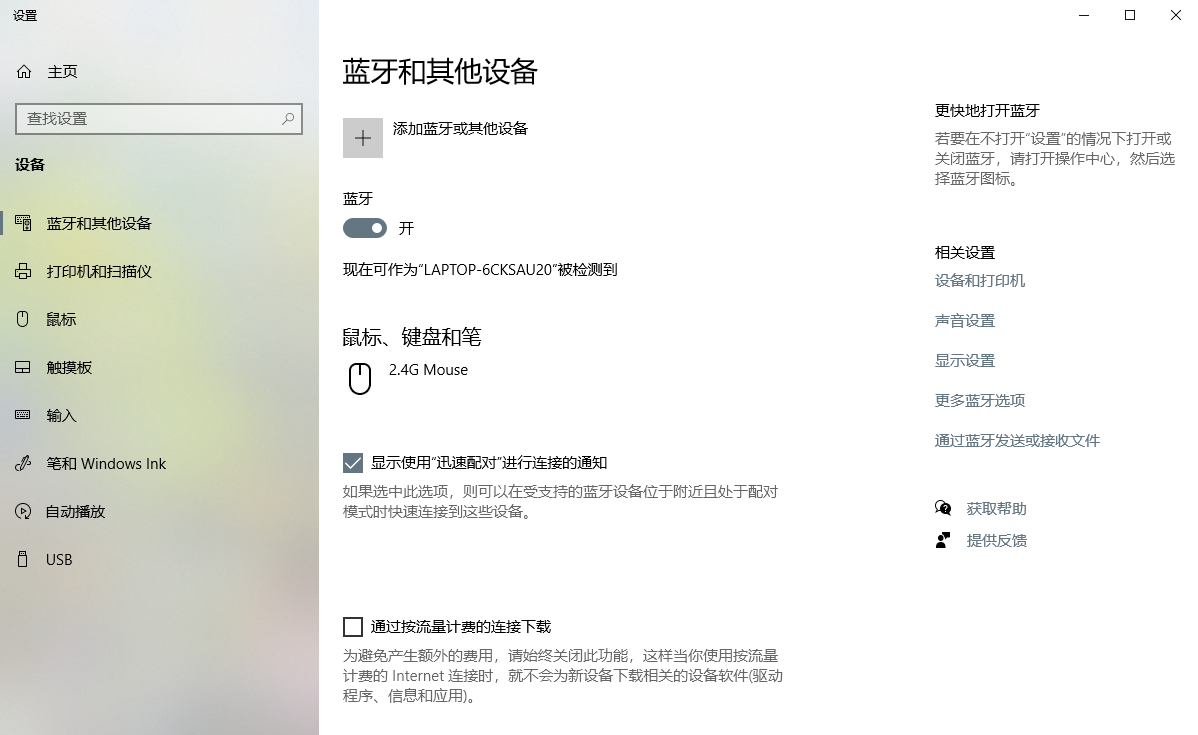 设置
主页
查找设置
设备
蓝牙和其他设备
打印机和扫描仪
鼠标
触摸板
输入
笔和 Windows Ink
自动播放
USB
蓝牙和其他设备
添加蓝牙或其他设备
蓝牙
开
现在可作为“LAPTOP-6CKSAU20”被检测到
鼠标、键盘和笔
2.4G Mouse
显示使用“迅速配对”进行连接的通知
如果选中此选项，则可以在受支持的蓝牙设备位于附近且处于配对
模式时快速连接到这些设备。
通过按流量计费的连接下载
为避免产生额外的费用，请始终关闭此功能，这样当你使用按流量
计费的 Internet 连接时，就不会为新设备下载相关的设备软件(驱动
程序、信息和应用)。
更快地打开蓝牙
若要在不打开“设置”的情况下打开或
关闭蓝牙，请打开操作中心，然后选
择蓝牙图标。
相关设置
设备和打印机
声音设置
显示设置
更多蓝牙选项
通过蓝牙发送或接收文件
获取帮助
提供反馈